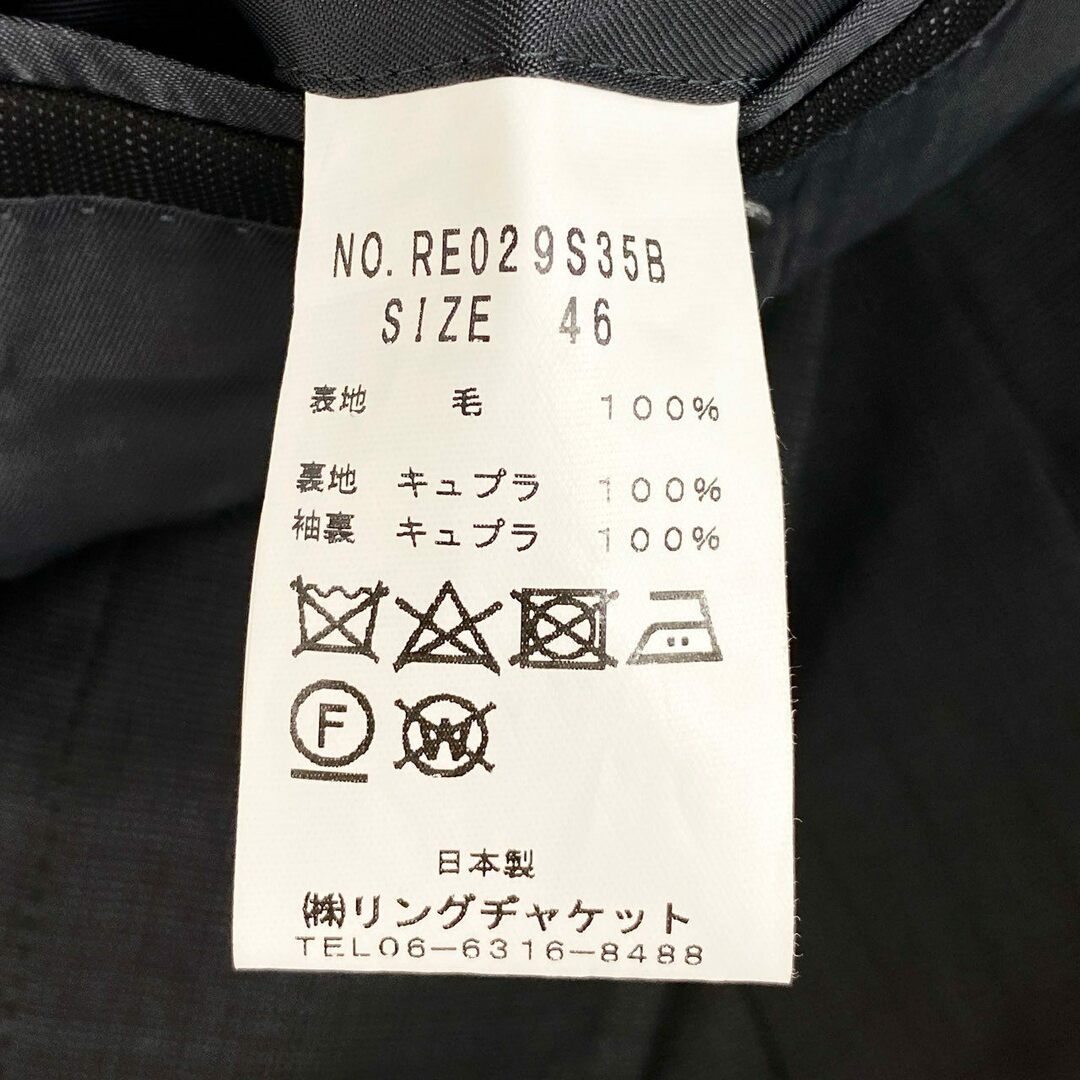 NO.RE029S35B
SIZE 46
表地 毛 100%
裏地 キュプラ 100%
袖裏 キュプラ 100%
F W
日本製
㈱リングヂャケット
TEL06-6316-8488